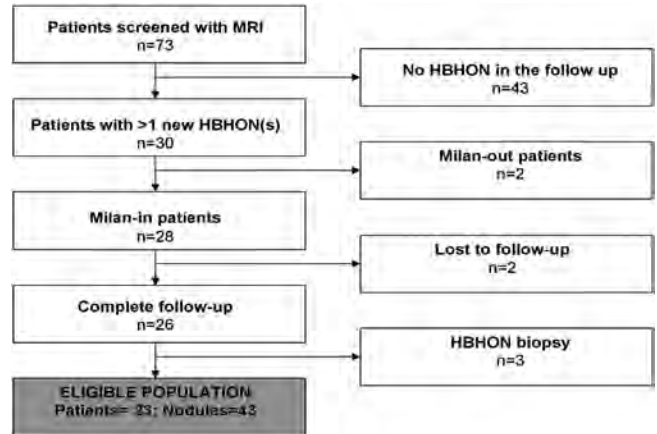 Patients screened with MRI
n=73
No HBHON in the follow up
n=43
Patients with >1 new HBHON(s)
n=30
Milan-out patients
n=2
Milan-in patients
n=28
Lost to follow-up
n=2
Complete follow-up
n=26
HBHON biopsy
n=3
ELIGIBLE POPULATION
Patients= 23; Nodules=43